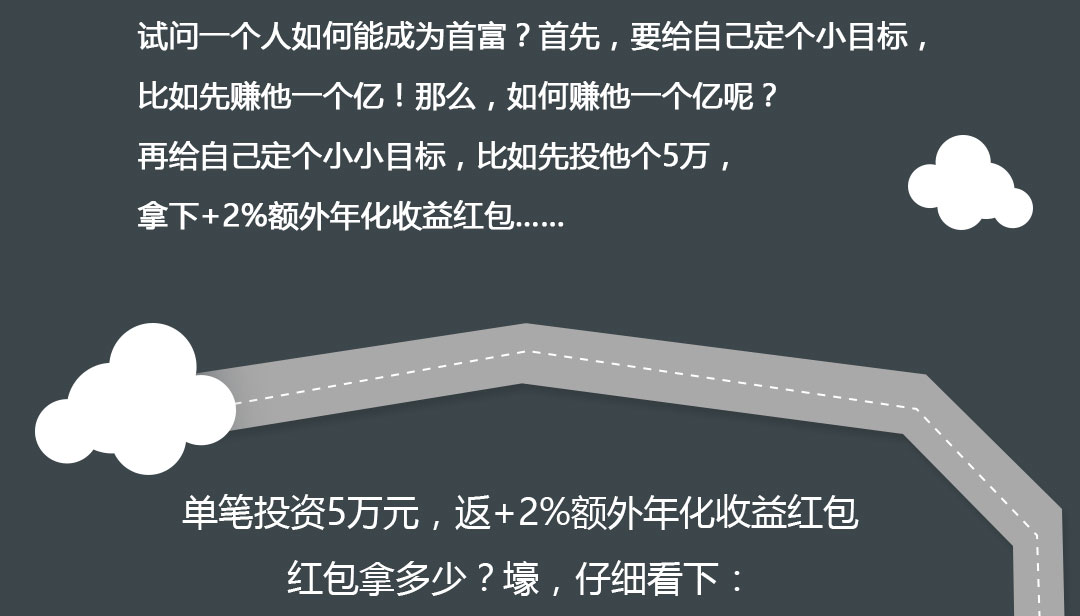 试问一个人如何能成为首富？首先，要给自己定个小目标，
比如先赚他一个亿！那么，如何赚他一个亿呢？
再给自己定个小小目标，比如先投他个5万，
拿下+2%额外年化收益红包......
单笔投资5万元，返+2%额外年化收益红包
红包拿多少？壕，仔细看下：